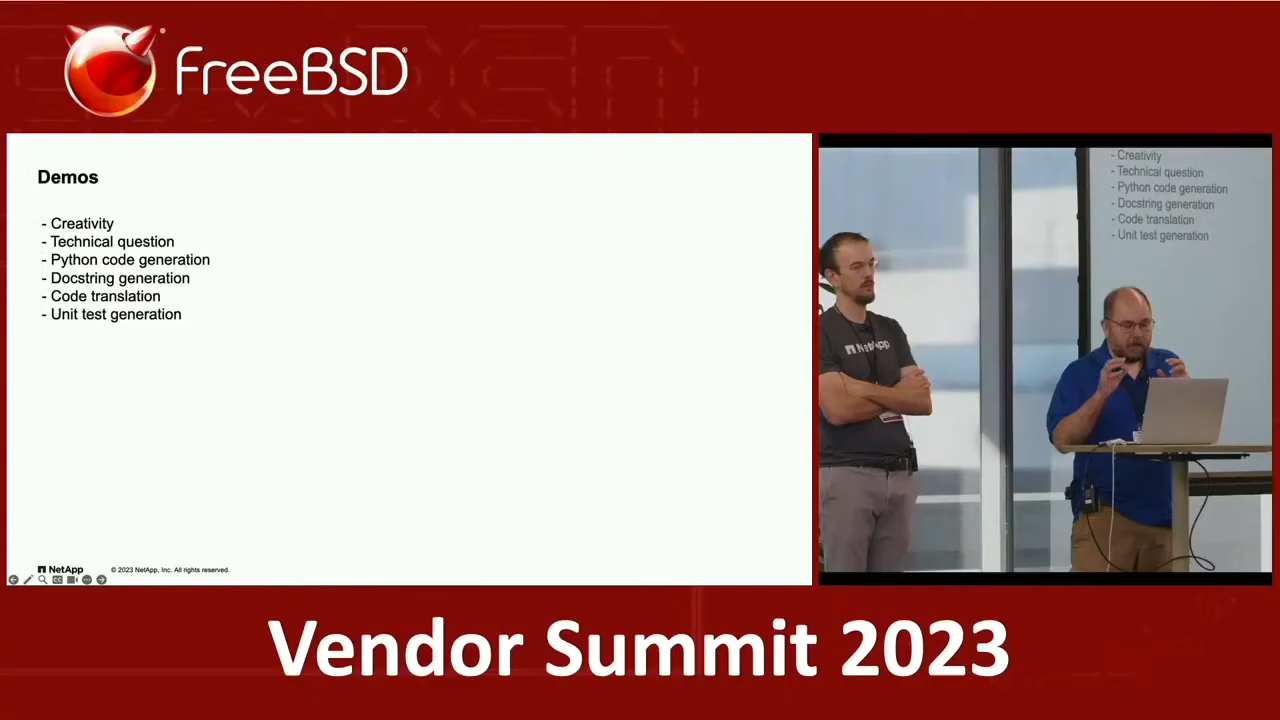 FreeBSD®
Demos
- Creativity
- Technical question
- Python code generation
- Docstring generation
- Code translation
- Unit test generation
NetApp
© 2023 NetApp, Inc. All rights reserved.
- Creativity
- Technical question
- Python code generation
- Docstring generation
- Code translation
- Unit test generation
NetApp
Vendor Summit 2023